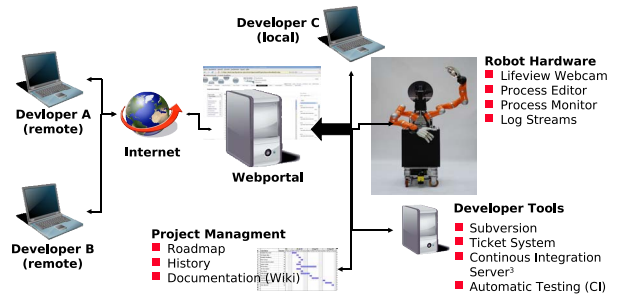 Developer C
(local)
Devloper A
(remote)
Internet
Webportal
Robot Hardware
Lifeview Webcam
Process Editor
Process Monitor
Log Streams
Developer B
(remote)
Project Managment
Roadmap
History
Documentation (Wiki)
Developer Tools
Subversion
Ticket System
Continous Integration
Server³
Automatic Testing (CI)